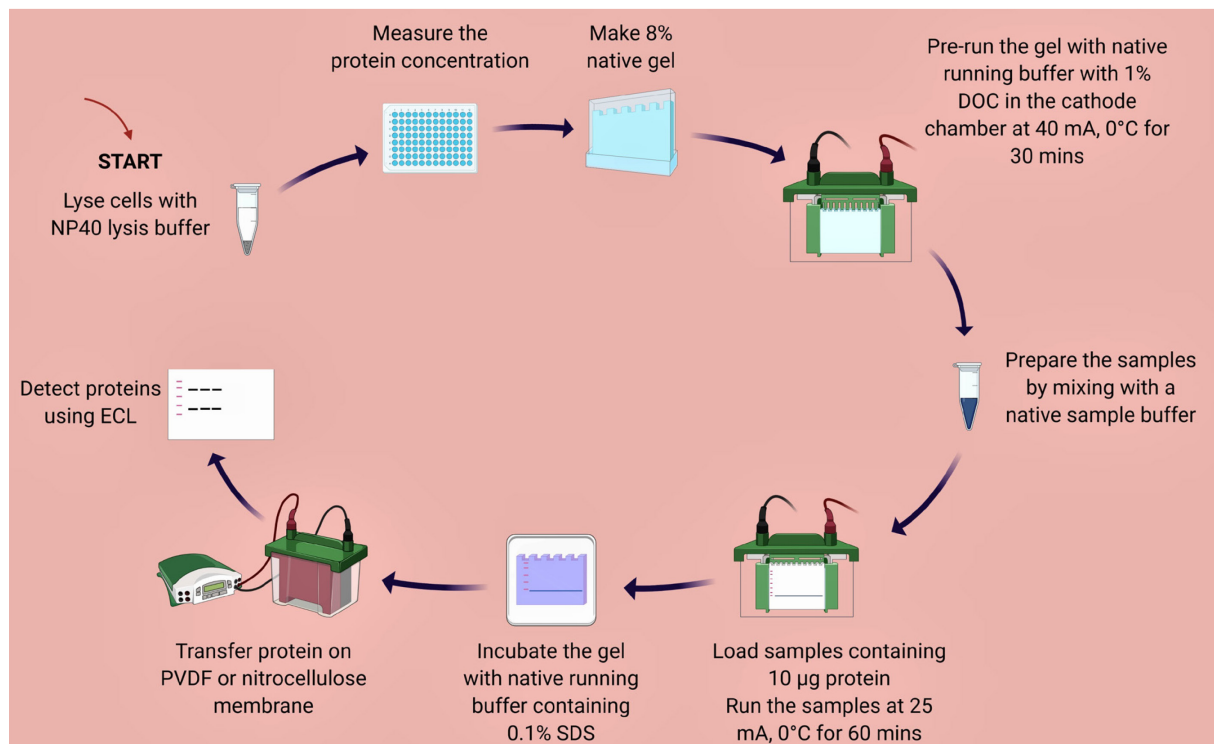 START
Lyse cells with
NP40 lysis buffer
Measure the
protein concentration
Make 8%
native gel
Pre-run the gel with native
running buffer with 1%
DOC in the cathode
chamber at 40 mA, 0°C for
30 mins
Prepare the samples
by mixing with a
native sample buffer
Load samples containing
10 µg protein
Run the samples at 25
mA, 0°C for 60 mins
Incubate the gel
with native running
buffer containing
0.1% SDS
Transfer protein on
PVDF or nitrocellulose
membrane
Detect proteins
using ECL